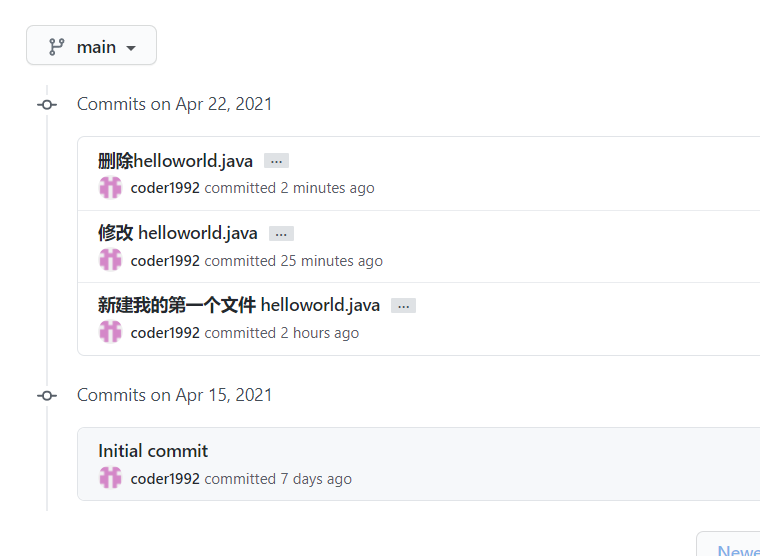 main
Commits on Apr 22, 2021
删除helloworld.java ...
coder1992 committed 2 minutes ago
修改 helloworld.java ...
coder1992 committed 25 minutes ago
新建我的第一个文件 helloworld.java ...
coder1992 committed 2 hours ago
Commits on Apr 15, 2021
Initial commit
coder1992 committed 7 days ago